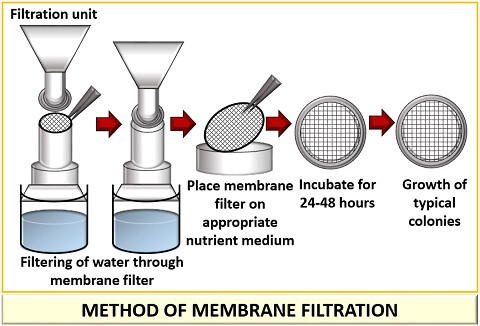 Filtration unit
Filtering of water through
membrane filter
Place membrane
filter on
appropriate
nutrient medium
Incubate for
24-48 hours
Growth of
typical
colonies
METHOD OF MEMBRANE FILTRATION